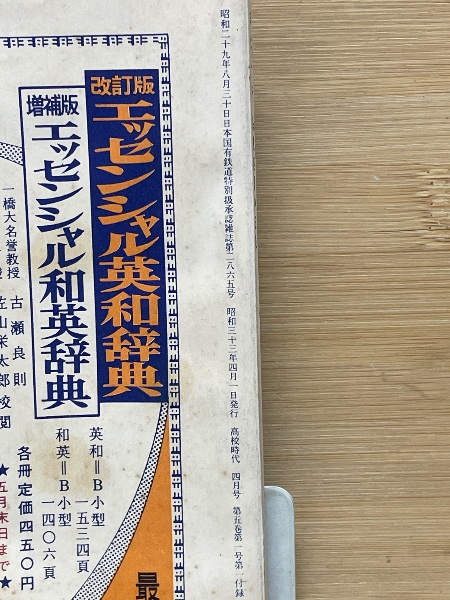 昭和二十九年八月三十日日本国有鉄道特別扱承認雑誌第二八六五号 昭和三十三年四月一日発行 高校時代 四月号 第五巻第一号第一付録
改訂版
エッセンシャル英和辞典
増補版
エッセンシャル和英辞典
一橋大名誉教授 古瀬良則
佐山栄太郎校閲
英和＝B小型 一五三四頁
和英＝B小型 一四〇六頁
各冊定価四五〇円
★五月末日まで★
最